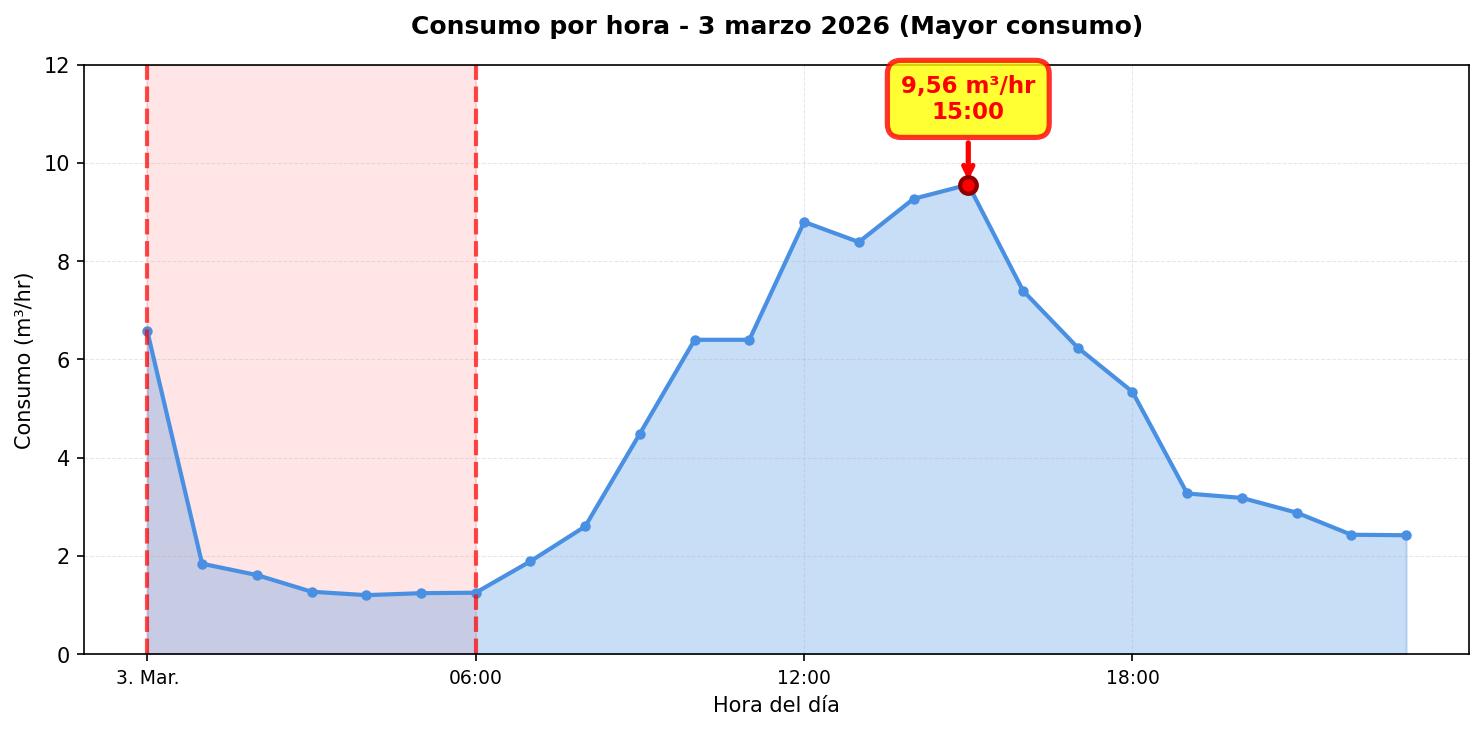 Consumo por hora - 3 marzo 2026 (Mayor consumo)
9,56 m³/hr
15:00
Consumo (m³/hr)
12
10
8
6
4
2
0
3. Mar.
06:00
12:00
18:00
Hora del día